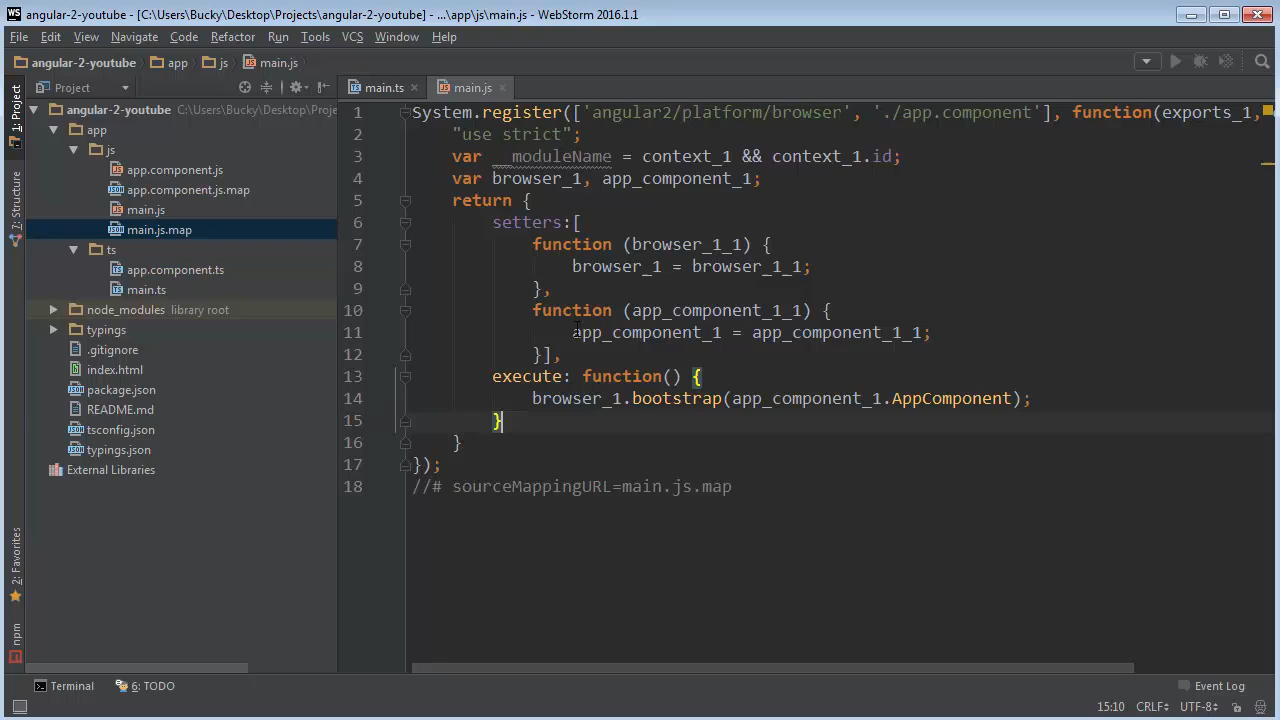 WS angular-2-youtube - [C:\Users\Bucky\Desktop\Projects\angular-2-youtube] - ...\app\js\main.js - WebStorm 2016.1.1
File Edit View Navigate Code Refactor Run Tools VCS Window Help
angular-2-youtube app js main.js
Project
main.ts
main.js
1: Project
7: Structure
2: Favorites
npm
angular-2-youtube C:\Users\Bucky\Desktop\Proje
app
js
app.component.js
app.component.js.map
main.js
main.js.map
ts
app.component.ts
main.ts
node_modules library root
typings
.gitignore
index.html
package.json
README.md
tsconfig.json
typings.json
External Libraries
1 System.register(['angular2/platform/browser', './app.component'], function(exports_1,
2 "use strict";
3 var __moduleName = context_1 && context_1.id;
4 var browser_1, app_component_1;
5 return {
6 setters:[
7 function (browser_1_1) {
8 browser_1 = browser_1_1;
9 },
10 function (app_component_1_1) {
11 app_component_1 = app_component_1_1;
12 }],
13 execute: function() {
14 browser_1.bootstrap(app_component_1.AppComponent);
15 }
16 }
17 });
18 //# sourceMappingURL=main.js.map
Terminal 6: TODO Event Log
15:10 CRLF UTF-8